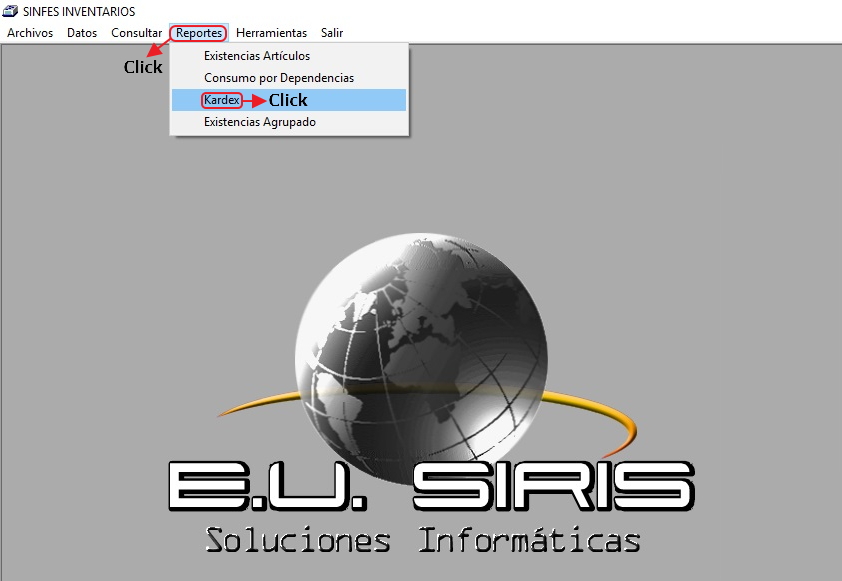 SINFES INVENTARIOS
Archivos Datos Consultar Reportes Herramientas Salir
Click
Existencias Artículos
Consumo por Dependencias
Kardex Click
Existencias Agrupado
E.U. SIRIS
Soluciones Informáticas